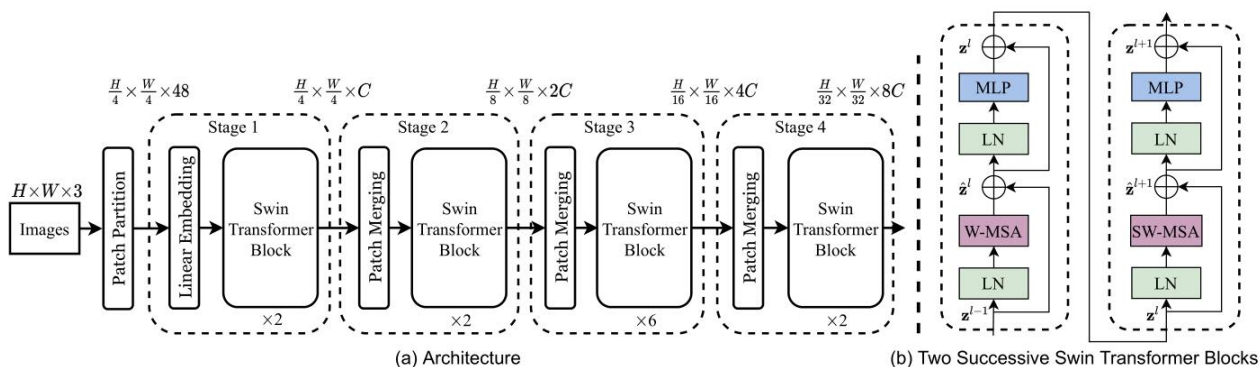 H×W×3
Images
H/4 × W/4 × 48
Patch Partition
H/4 × W/4 × C
Stage 1
Linear Embedding
Swin
Transformer
Block
×2
H/8 × W/8 × 2C
Stage 2
Patch Merging
Swin
Transformer
Block
×2
H/16 × W/16 × 4C
Stage 3
Patch Merging
Swin
Transformer
Block
×6
H/32 × W/32 × 8C
Stage 4
Patch Merging
Swin
Transformer
Block
×2
(a) Architecture
z^l
MLP
LN
ẑ^l
W-MSA
LN
z^{l−1}
z^{l+1}
MLP
LN
ẑ^{l+1}
SW-MSA
LN
z^l
(b) Two Successive Swin Transformer Blocks